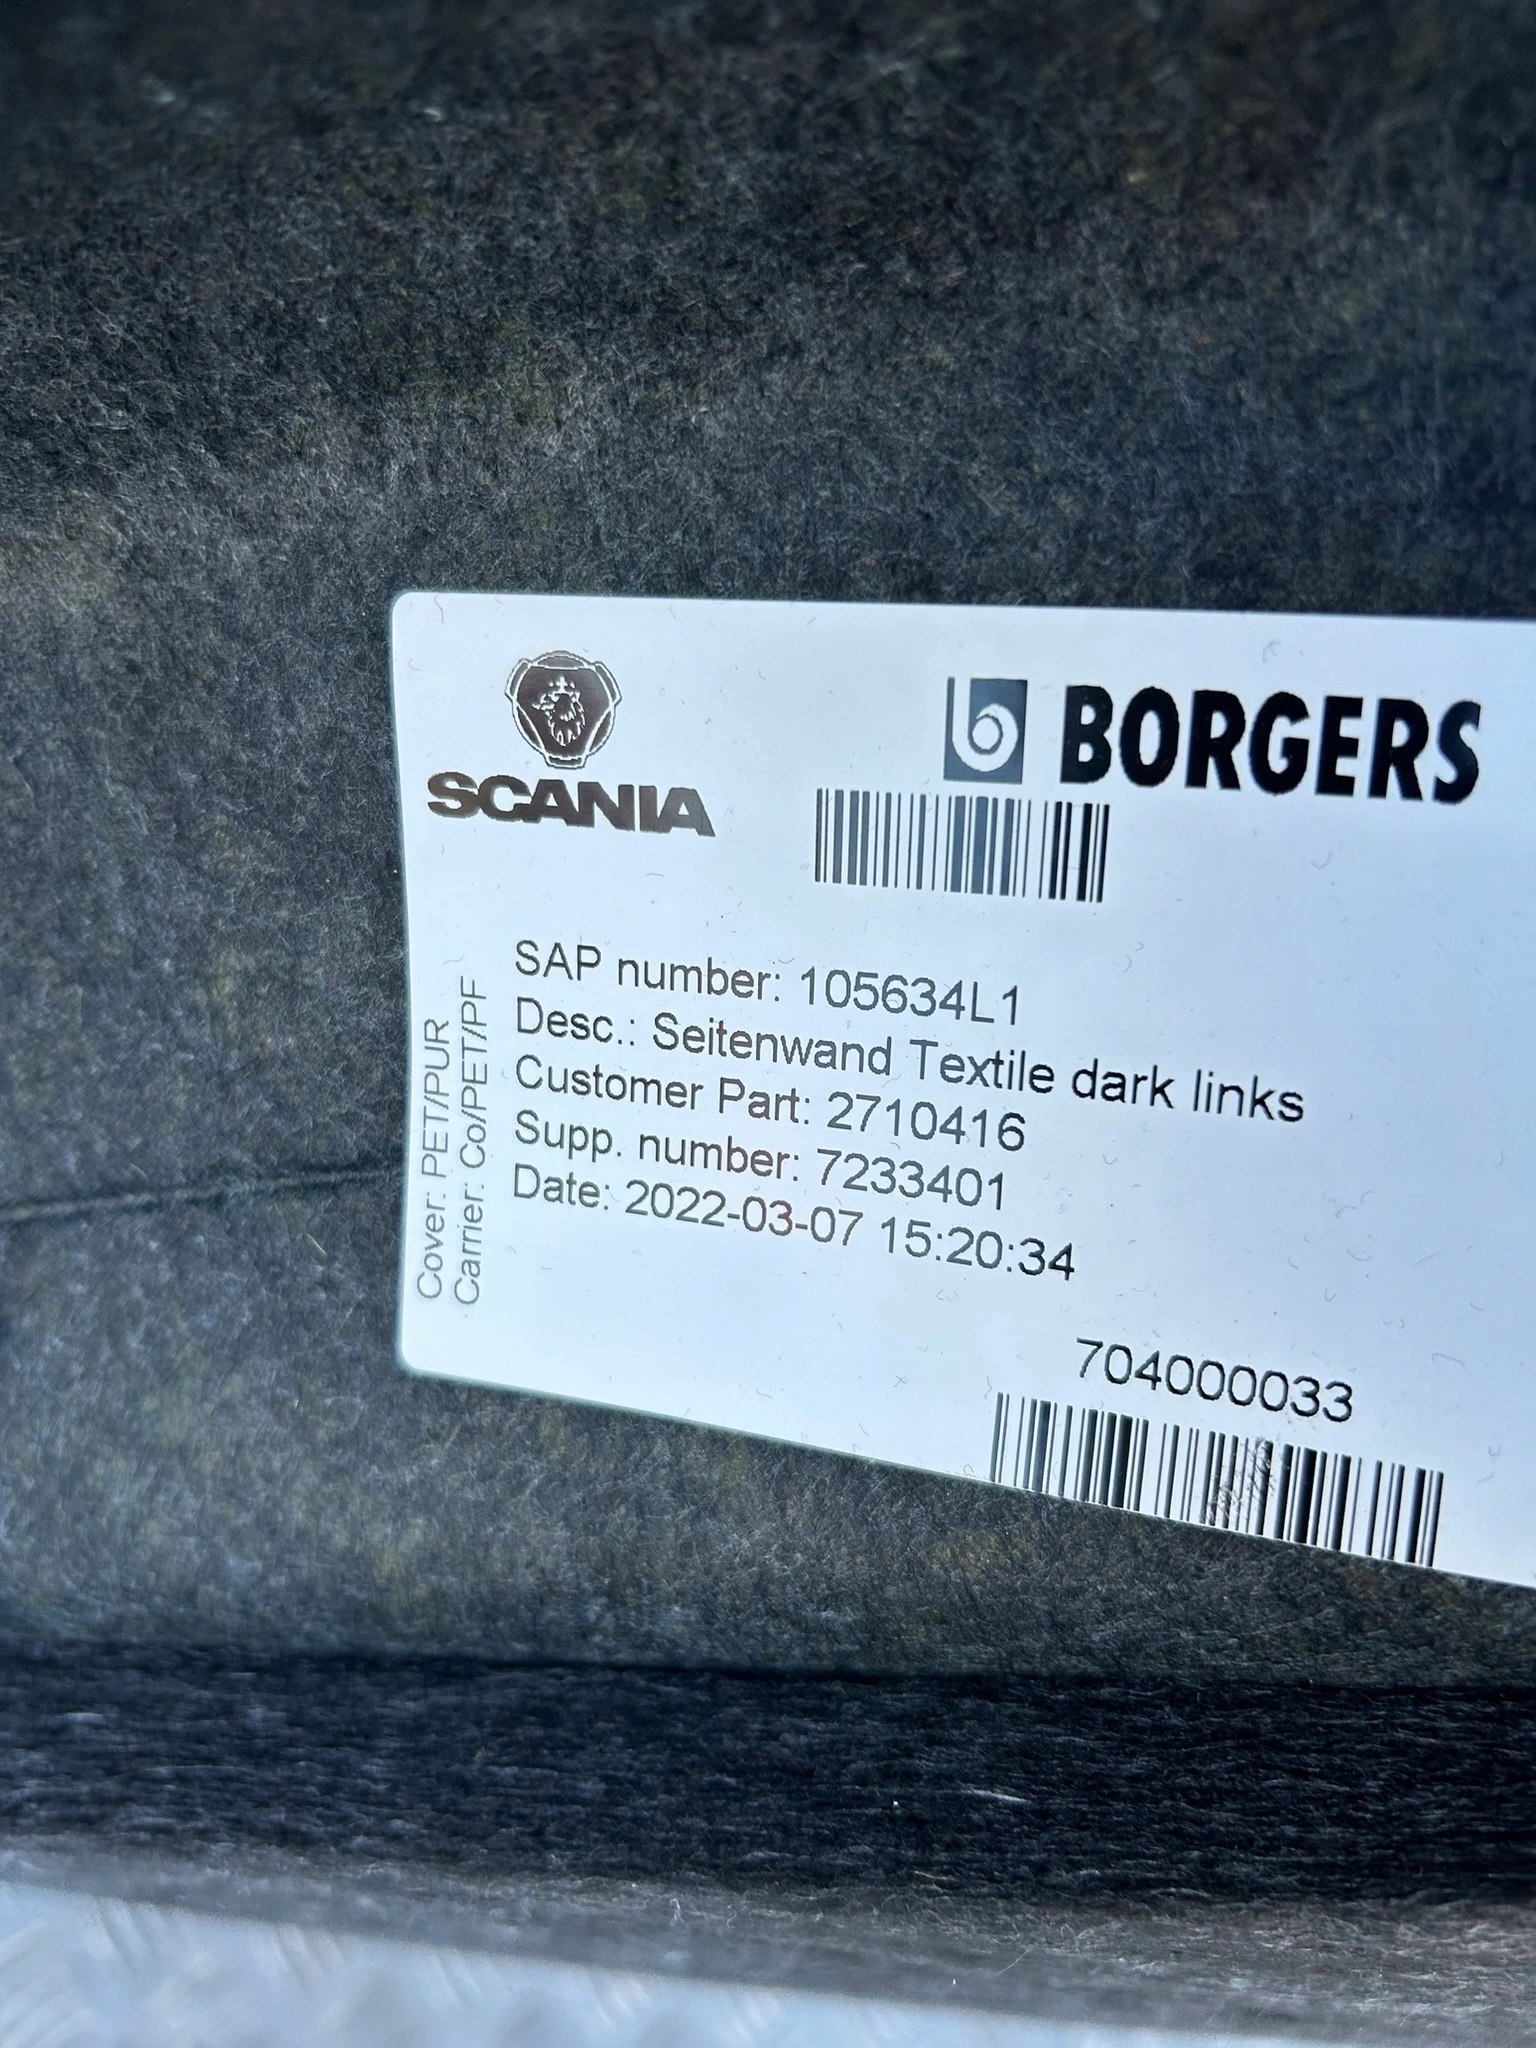 SCANIA
BORGERS
SAP number: 105634L1
Desc.: Seitenwand Textile dark links
Customer Part: 2710416
Supp. number: 7233401
Date: 2022-03-07 15:20:34
Cover: PET/PUR
Carrier: Co/PET/PF
704000033